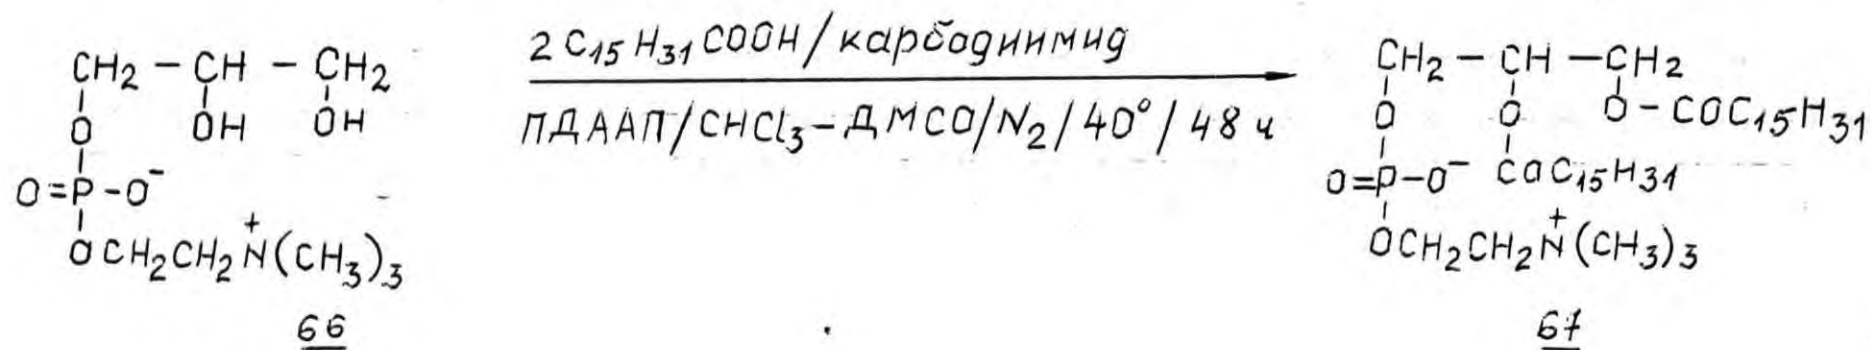 2 C₁₅H₃₁COOH/карбодиимид
ПДААП/CHCl₃-ДМСО/N₂/40°/48 ч
CH₂ - CH - CH₂
O OH OH
O=P-O⁻
OCH₂CH₂N⁺(CH₃)₃
66
CH₂ - CH - CH₂
O O O-COC₁₅H₃₁
O=P-O⁻ COC₁₅H₃₁
OCH₂CH₂N⁺(CH₃)₃
67